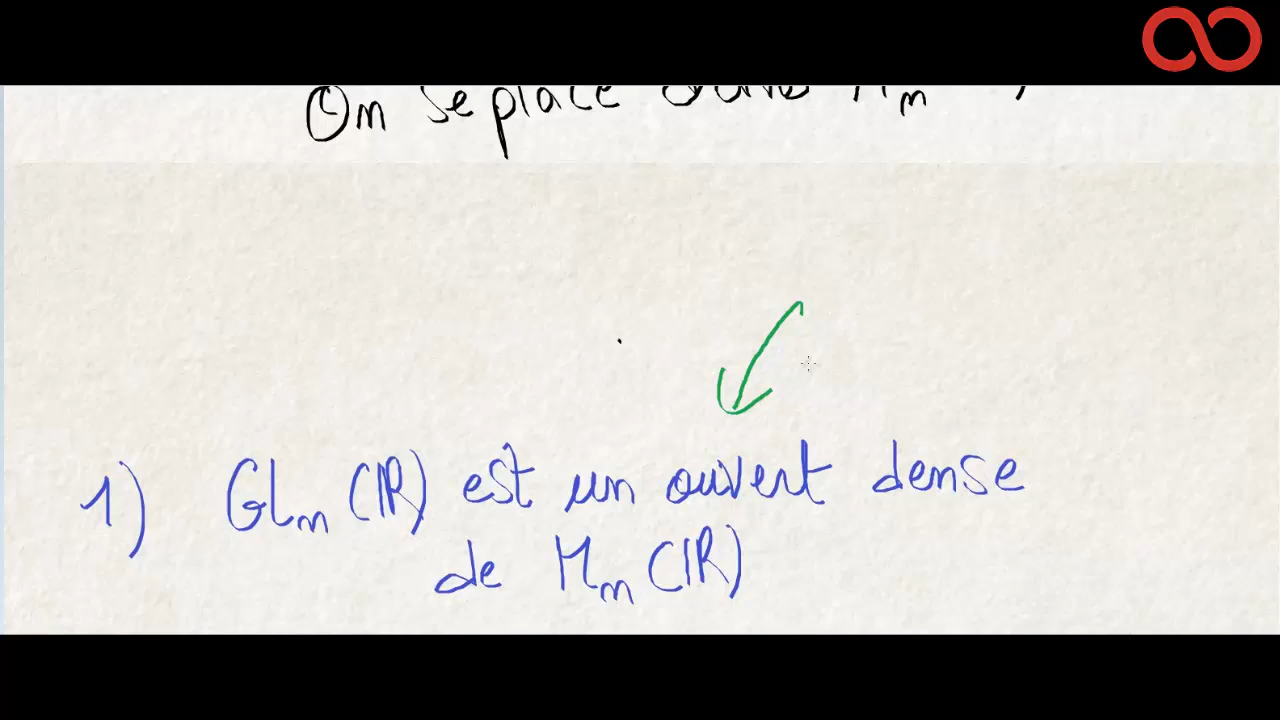 On se place dans
1) GLn (IR) est un ouvert dense
de Mn (IR)